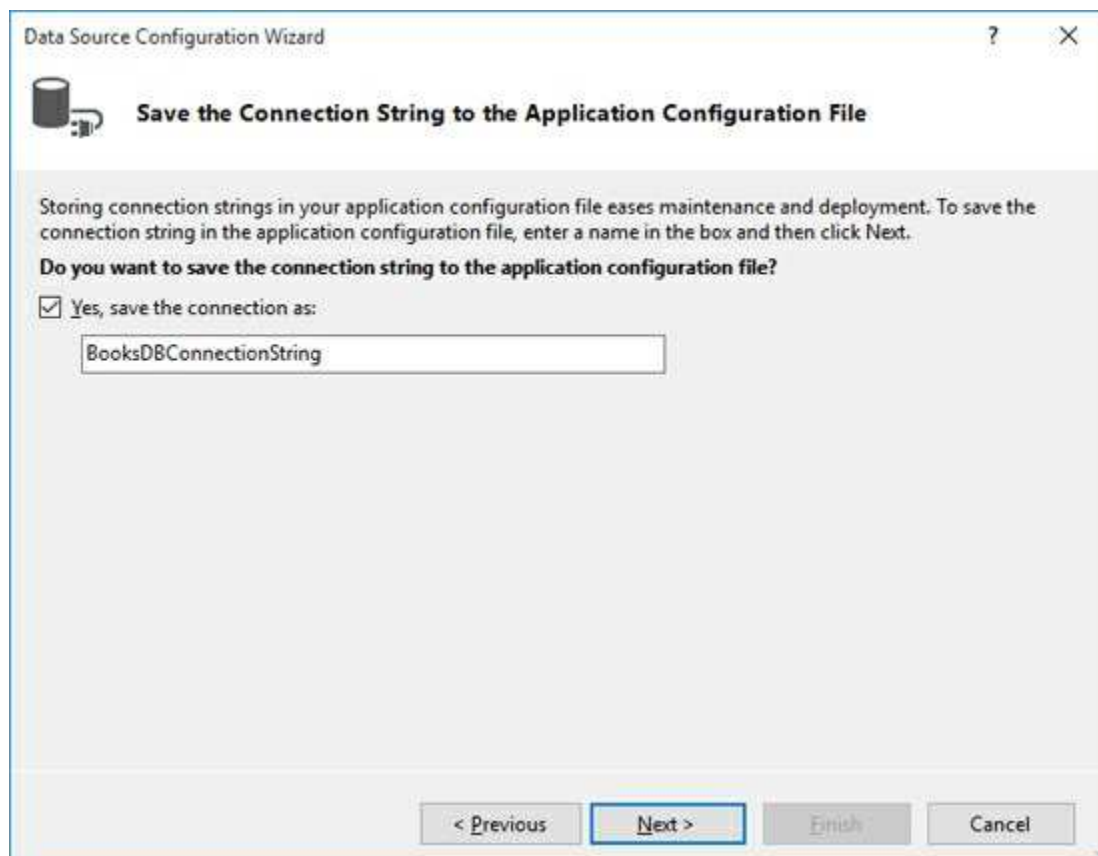 Data Source Configuration Wizard ?
Save the Connection String to the Application Configuration File
Storing connection strings in your application configuration file eases maintenance and deployment. To save the
connection string in the application configuration file, enter a name in the box and then click Next.
Do you want to save the connection string to the application configuration file?
Yes, save the connection as:
BooksDBConnectionString
< Previous Next > Finish Cancel